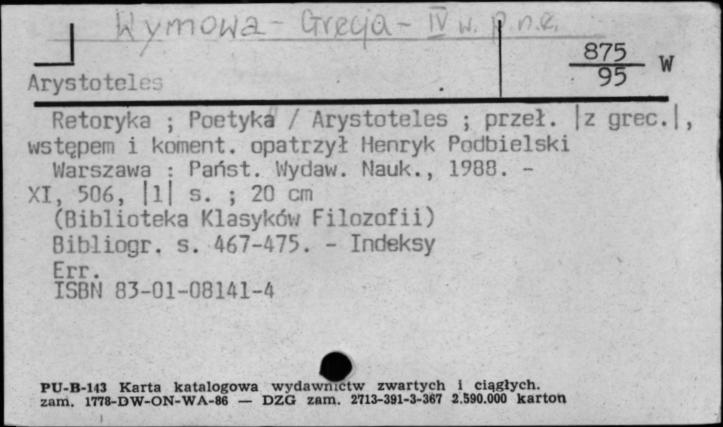 Wymowa - Grecja - IV w. p.n.e.
875
95 W
Arystoteles
Retoryka ; Poetyka / Arystoteles ; przeł. |z grec.|,
wstępem i koment. opatrzył Henryk Podbielski
Warszawa : Państ. Wydaw. Nauk., 1988. -
XI, 506, |1| s. ; 20 cm
(Biblioteka Klasyków Filozofii)
Bibliogr. s. 467-475. - Indeksy
Err.
ISBN 83-01-08141-4
PU-B-143 Karta katalogowa wydawnictw zwartych i ciągłych.
zam. 1778-DW-ON-WA-86 — DZG zam. 2713-391-3-367 2.590.000 karton